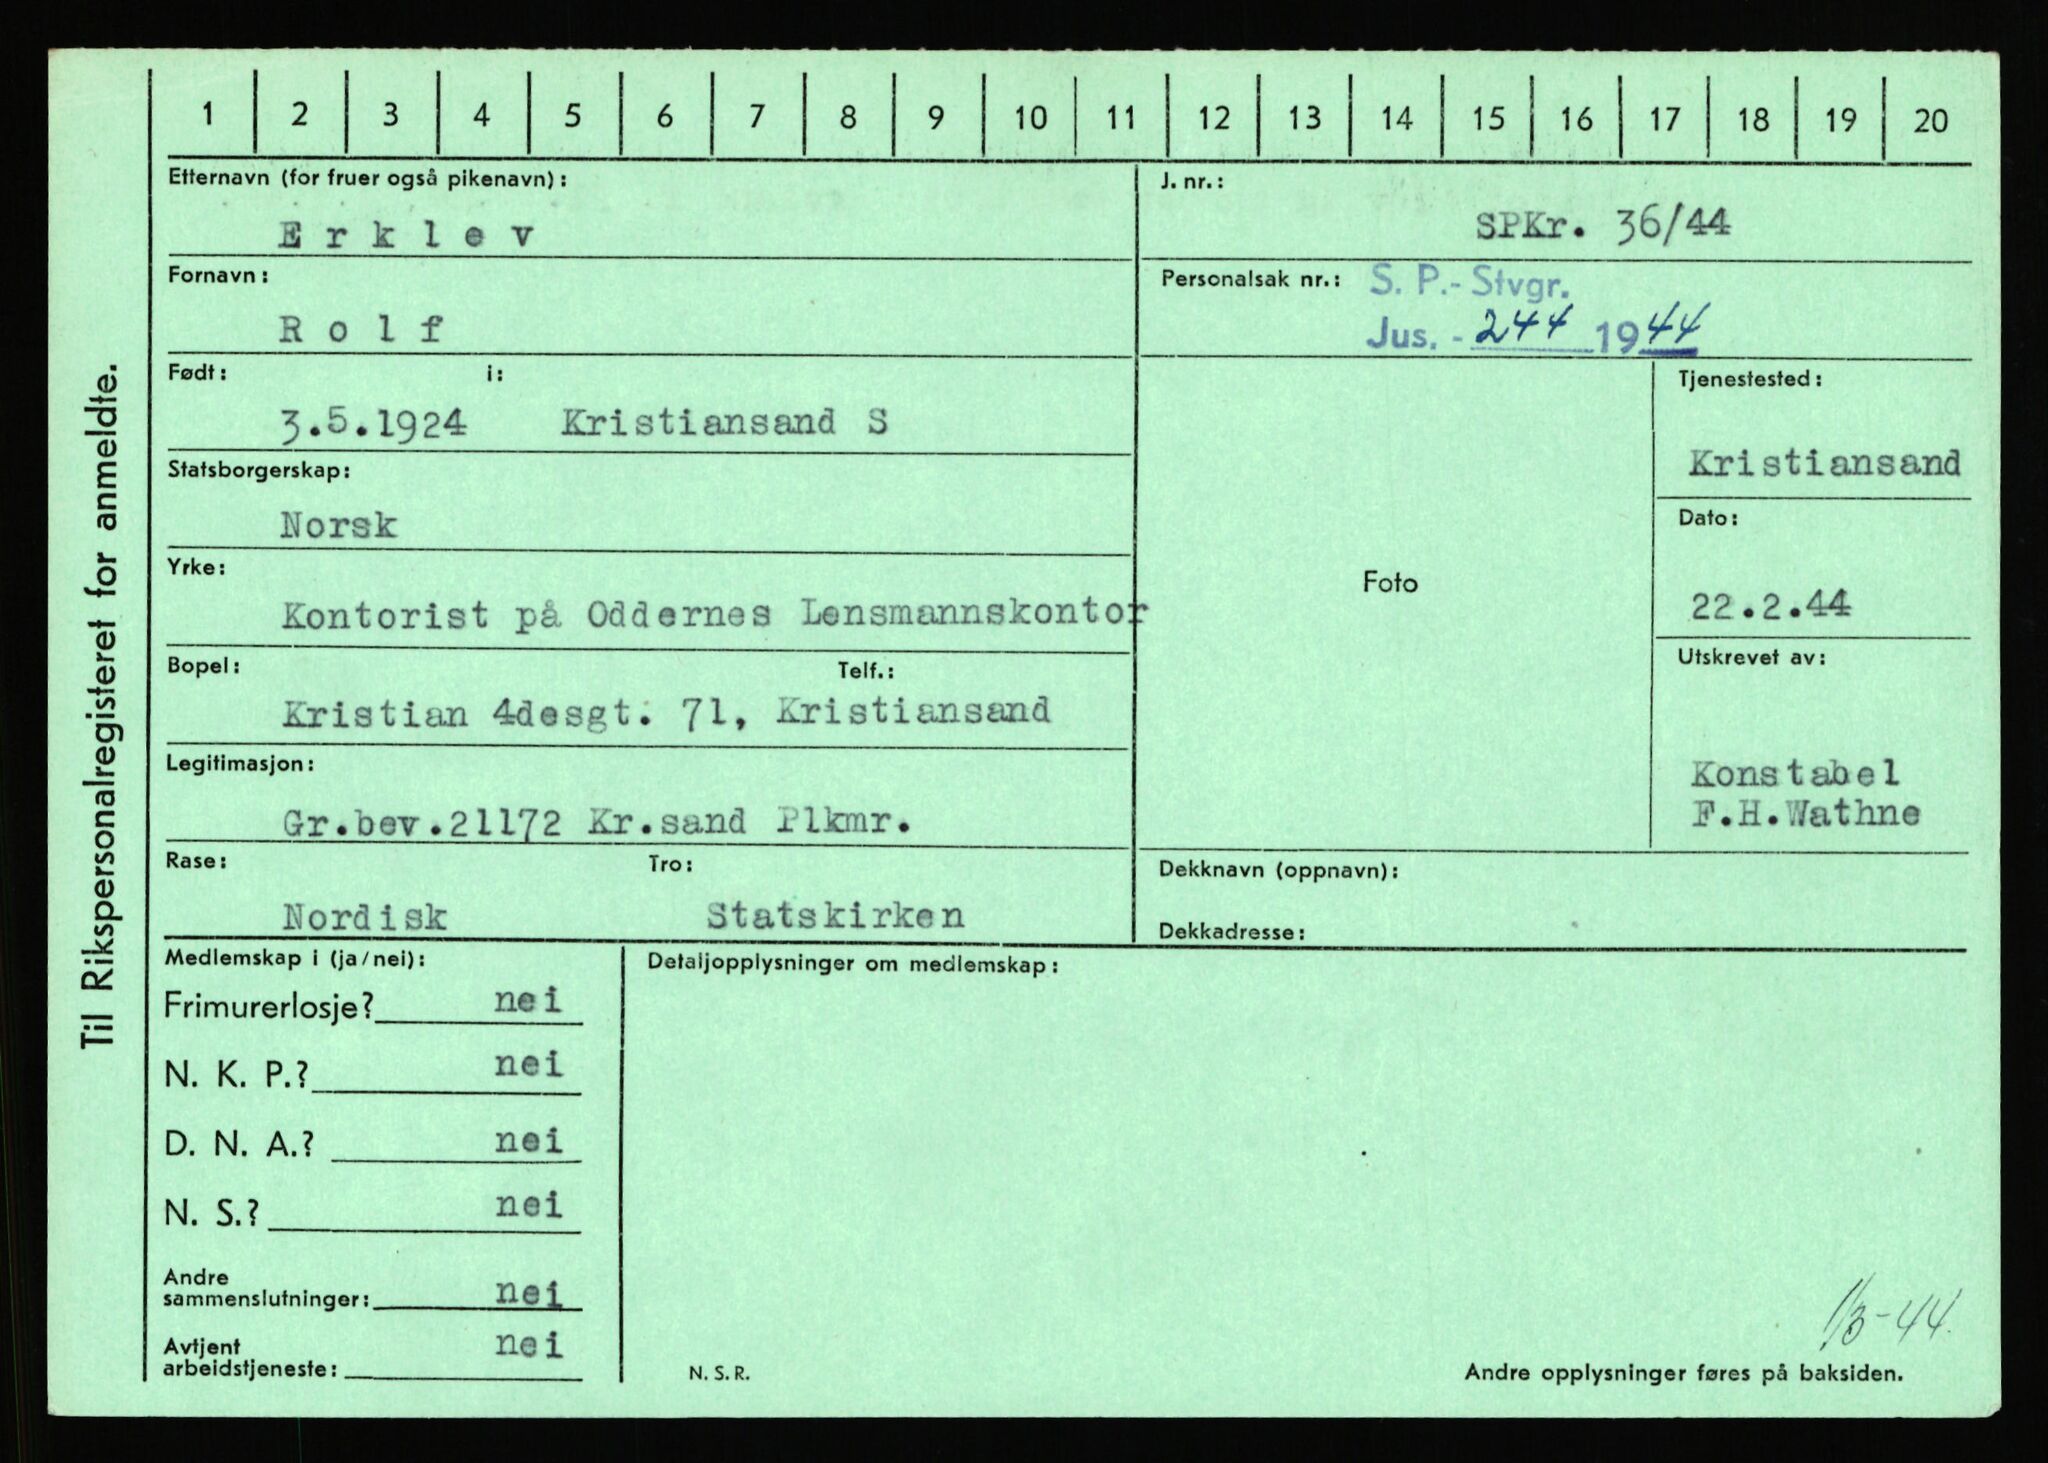 Til Rikspersonalregisteret for anmeldte.
1 2 3 4 5 6 7 8 9 10 11 12 13 14 15 16 17 18 19 20
Etternavn (for fruer også pikenavn):
Erklev
Fornavn:
Rolf
Født: i:
3.5.1924 Kristiansand S
Statsborgerskap:
Norsk
Yrke:
Kontorist på Oddernes Lensmannskontor
Bopel: Telf.:
Kristian 4desgt. 71, Kristiansand
Legitimasjon:
Gr.bev.21172 Kr.sand Plkmr.
Rase: Tro:
Nordisk Statskirken
J. nr.:
SPKr. 36/44
Personalsak nr.: S. P.- Stvgr.
Jus. - 244 1944
Foto
Tjenestested:
Kristiansand
Dato:
22.2.44
Utskrevet av:
Konstabel
F.H.Wathne
Dekknavn (oppnavn):
Dekkadresse:
Medlemskap i (ja/nei):
Frimurerlosje? nei
N. K. P.? nei
D. N. A.? nei
N. S.? nei
Andre
sammenslutninger: nei
Avtjent nei
arbeidstjeneste:
Detaljopplysninger om medlemskap:
1/3-44.
N. S. R. Andre opplysninger føres på baksiden.